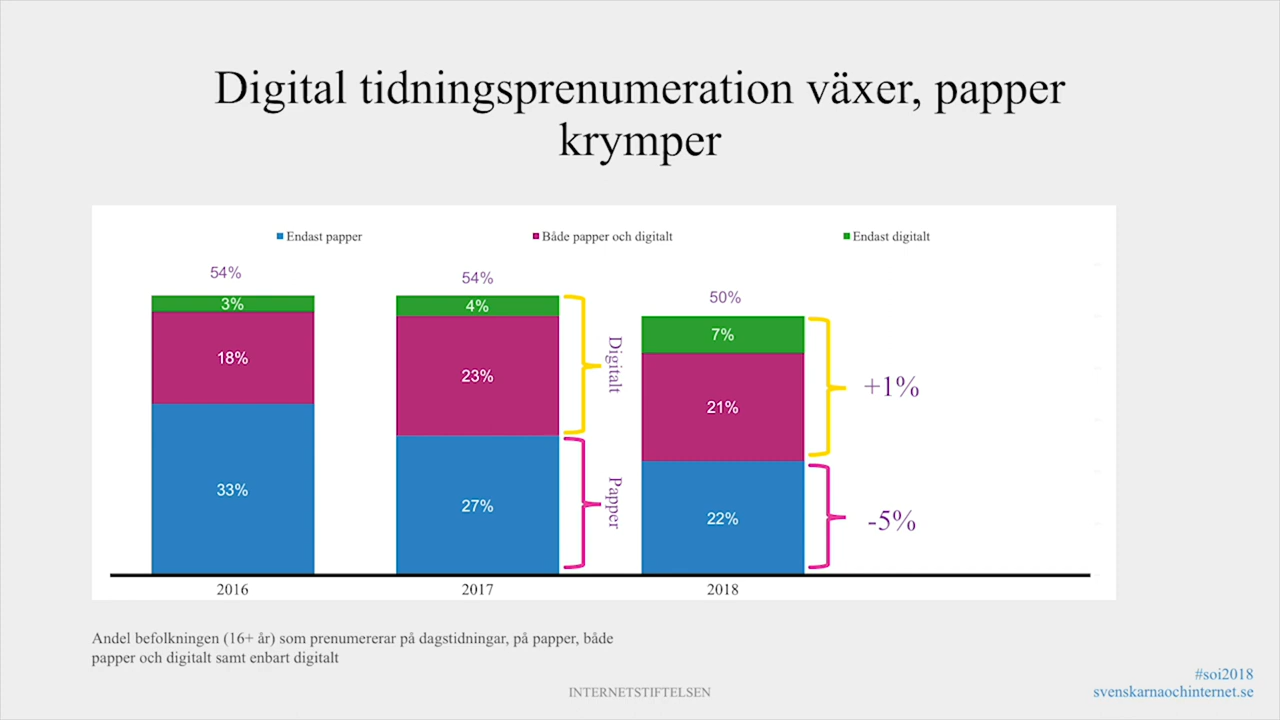 Digital tidningsprenumeration växer, papper
krymper
Endast papper
Både papper och digitalt
Endast digitalt
54%
54%
50%
3%
4%
7%
18%
23%
21%
33%
27%
22%
Digitalt
Papper
+1%
-5%
2016
2017
2018
Andel befolkningen (16+ år) som prenumererar på dagstidningar, på papper, både
papper och digitalt samt enbart digitalt
INTERNETSTIFTELSEN
#soi2018
svenskarnaochinternet.se